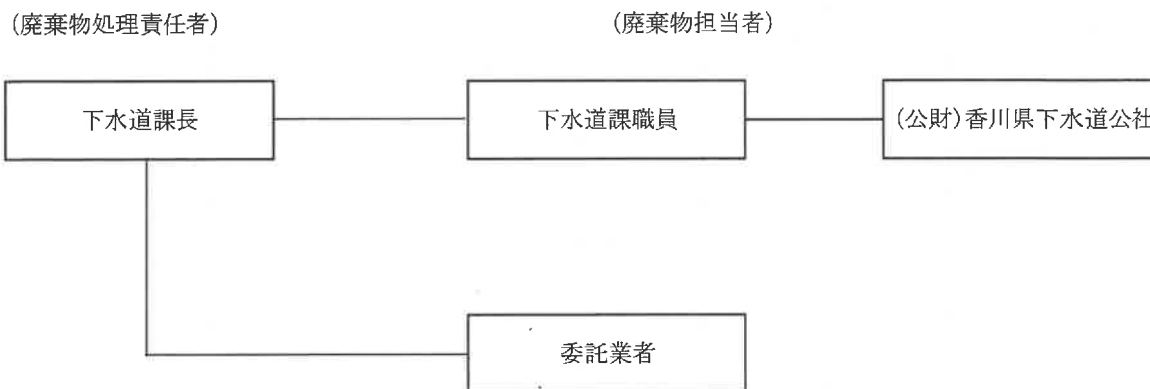 (廃棄物処理責任者)
(廃棄物担当者)
下水道課長
下水道課職員
(公財)香川県下水道公社
委託業者